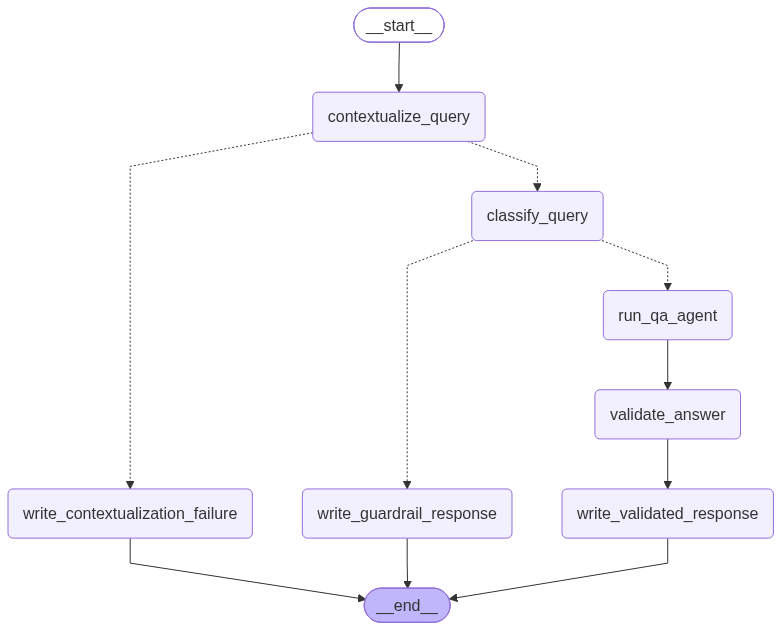 __start__
contextualize_query
classify_query
run_qa_agent
validate_answer
write_contextualization_failure
write_guardrail_response
write_validated_response
__end__